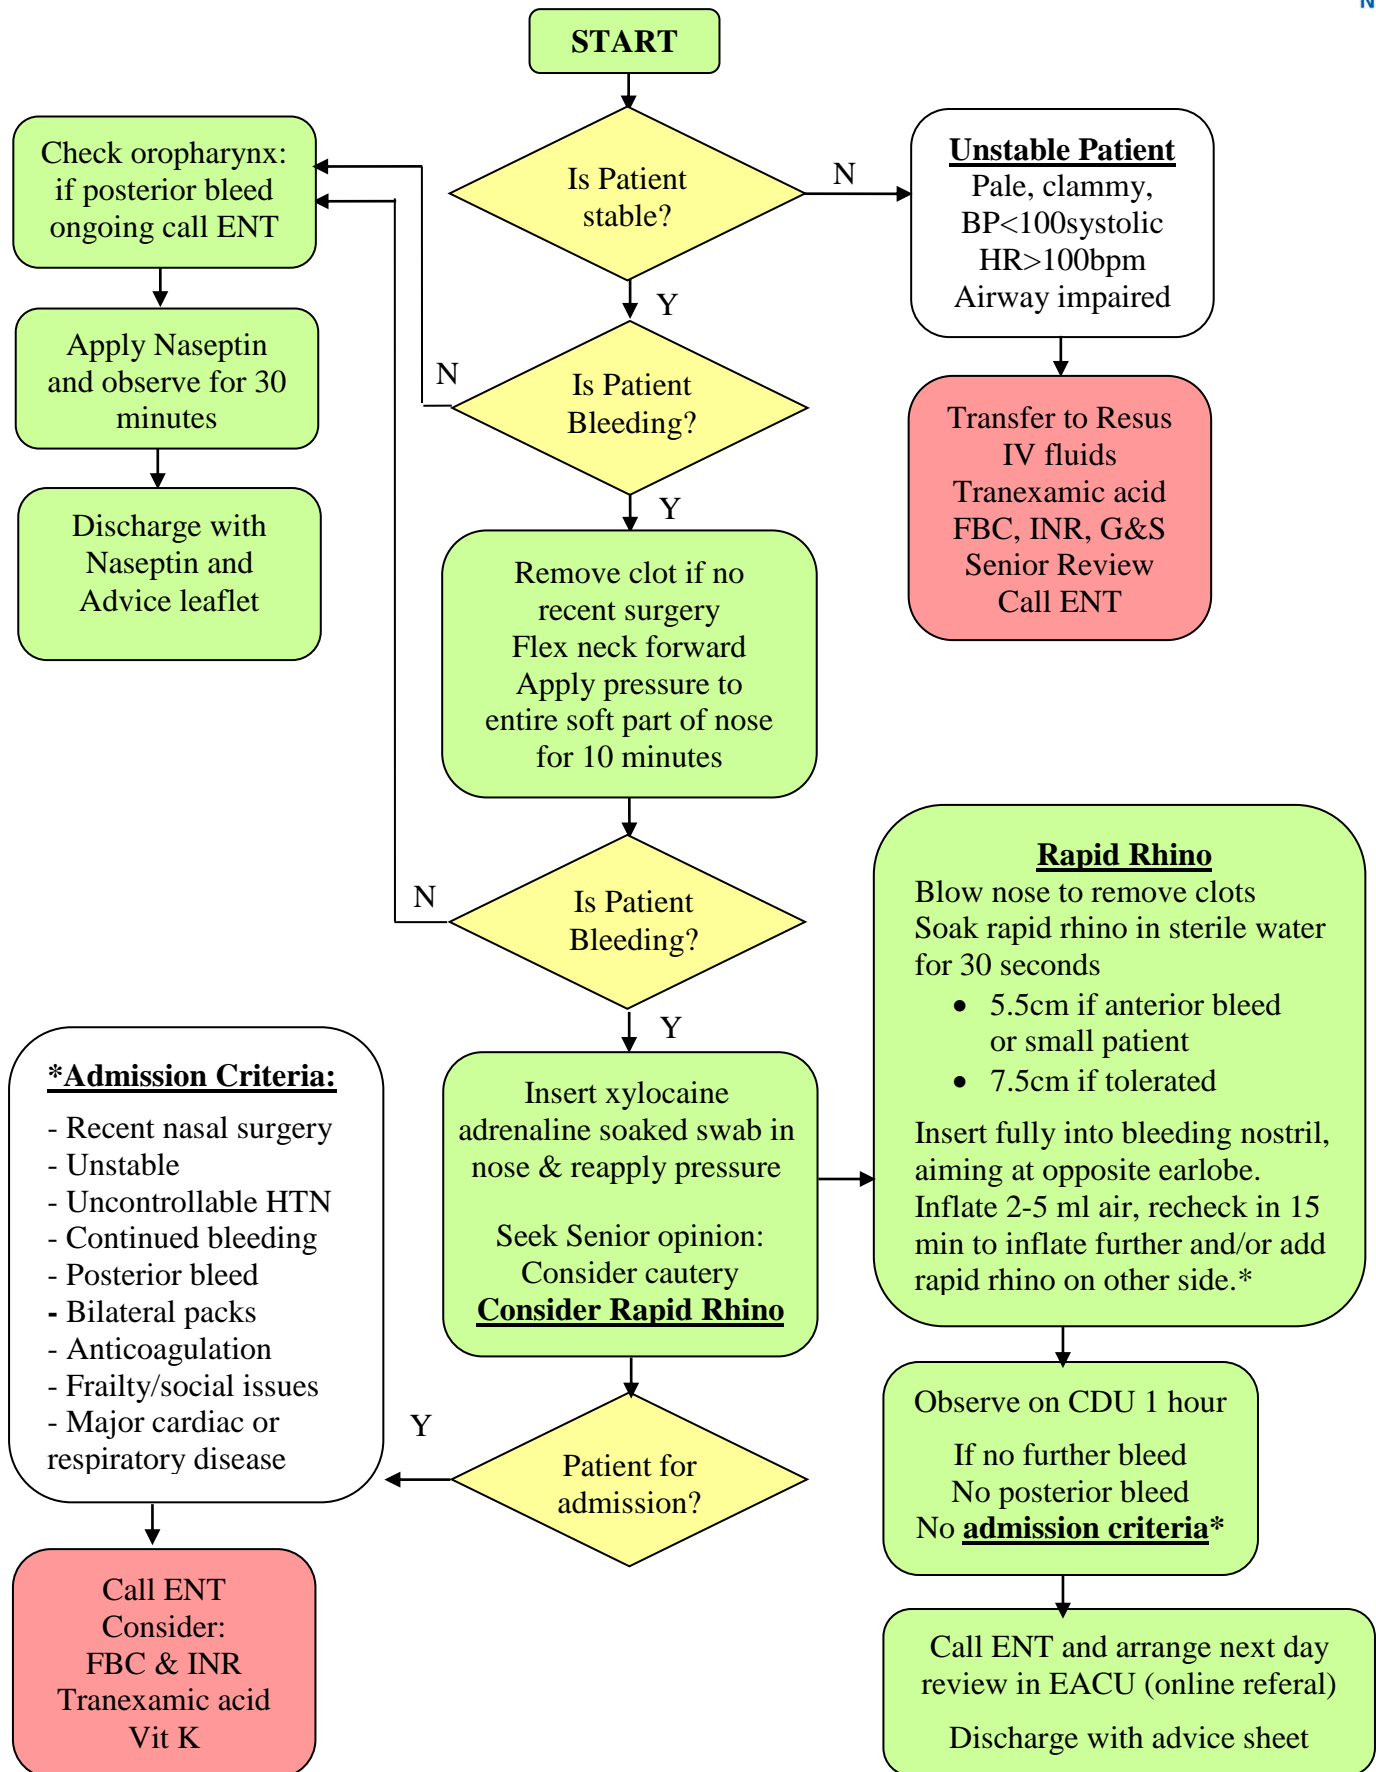 N
START
Is Patient
stable?
N
Unstable Patient
Pale, clammy,
BP<100systolic
HR>100bpm
Airway impaired
Check oropharynx:
if posterior bleed
ongoing call ENT
Y
Apply Naseptin
and observe for 30
minutes
N
Is Patient
Bleeding?
Transfer to Resus
IV fluids
Tranexamic acid
FBC, INR, G&S
Senior Review
Call ENT
Discharge with
Naseptin and
Advice leaflet
Y
Remove clot if no
recent surgery
Flex neck forward
Apply pressure to
entire soft part of nose
for 10 minutes
N
Is Patient
Bleeding?
Rapid Rhino
Blow nose to remove clots
Soak rapid rhino in sterile water
for 30 seconds
• 5.5cm if anterior bleed
or small patient
• 7.5cm if tolerated
Insert fully into bleeding nostril,
aiming at opposite earlobe.
Inflate 2-5 ml air, recheck in 15
min to inflate further and/or add
rapid rhino on other side.*
Y
*Admission Criteria:
- Recent nasal surgery
- Unstable
- Uncontrollable HTN
- Continued bleeding
- Posterior bleed
- Bilateral packs
- Anticoagulation
- Frailty/social issues
- Major cardiac or
respiratory disease
Insert xylocaine
adrenaline soaked swab in
nose & reapply pressure
Seek Senior opinion:
Consider cautery
Consider Rapid Rhino
Y
Patient for
admission?
Observe on CDU 1 hour
If no further bleed
No posterior bleed
No admission criteria*
Call ENT
Consider:
FBC & INR
Tranexamic acid
Vit K
Call ENT and arrange next day
review in EACU (online referal)
Discharge with advice sheet